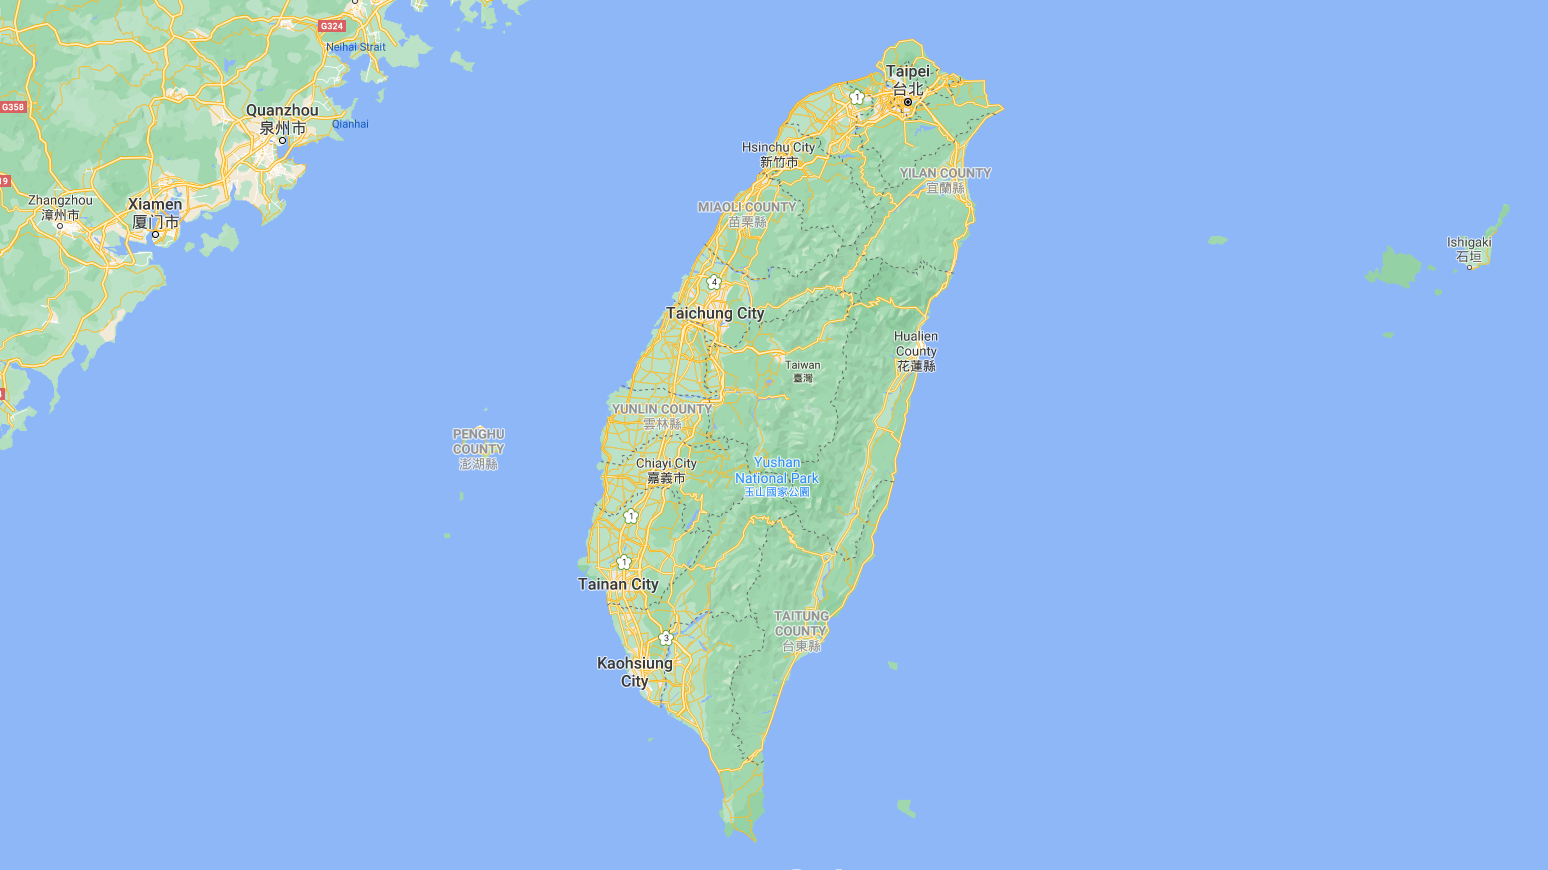 G324
Neihai Strait
Taipei
台北
G358
Quanzhou
泉州市
Qianhai
1
Hsinchu City
新竹市
19
YILAN COUNTY
宜蘭縣
Zhangzhou
漳州市
Xiamen
厦门市
MIAOLI COUNTY
苗栗縣
Ishigaki
石垣
4
Taichung City
Hualien
County
花蓮縣
Taiwan
臺灣
YUNLIN COUNTY
雲林縣
PENGHU
COUNTY
澎湖縣
Chiayi City
嘉義市
Yushan
National Park
玉山國家公園
1
1
Tainan City
TAITUNG
COUNTY
台東縣
3
Kaohsiung
City